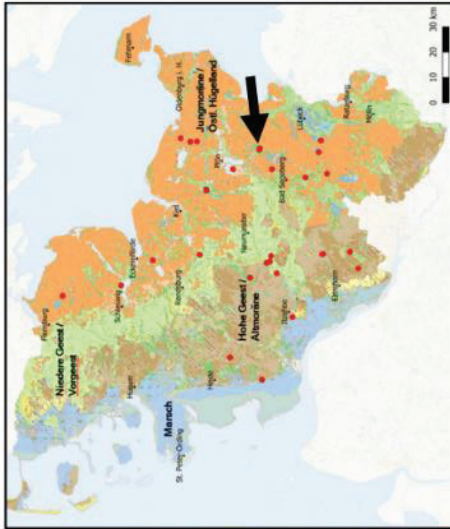 Flensburg
Niedere Geest /
Vorgeest
Schleswig
Eckernförde
Husum
Rendsburg
Kiel
Fehmarn
Oldenburg i. H.
Jungmoräne /
Östl. Hügelland
Plön
Marsch
St. Peter-Ording
Heide
Hohe Geest /
Altmoräne
Neumünster
Bad Segeberg
Lübeck
Itzehoe
Elmshorn
Ratzeburg
Mölln
0 10 20 30 km